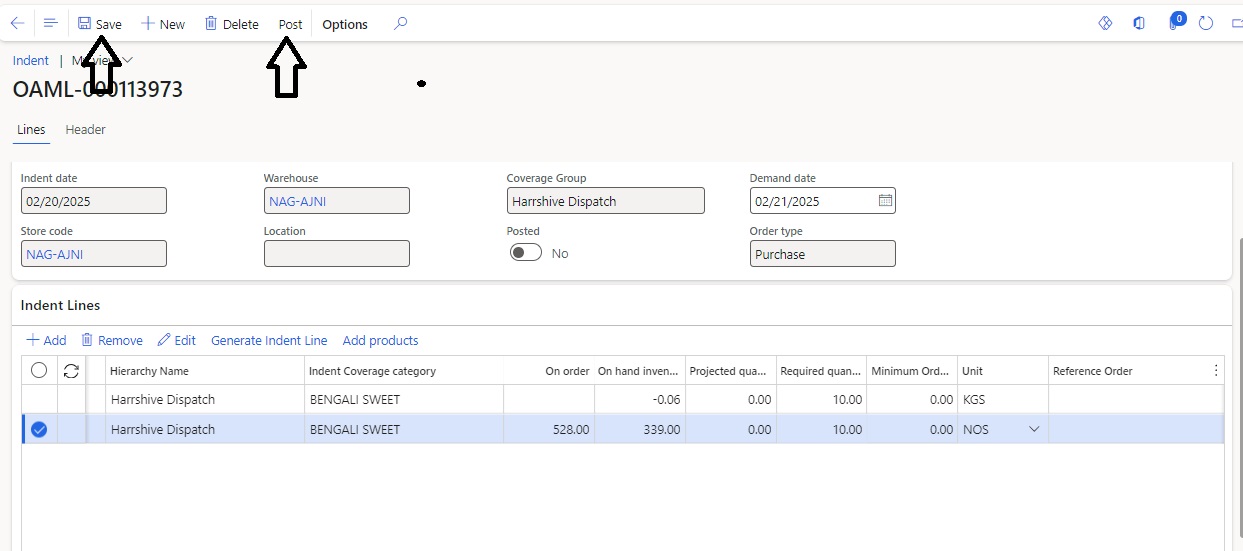 Save New Delete Post Options 0
Indent | My view
OAML-000113973
Lines Header
Indent date Warehouse Coverage Group Demand date
02/20/2025 NAG-AJNI Harrshive Dispatch 02/21/2025
Store code Location Posted Order type
NAG-AJNI No Purchase
Indent Lines
Add Remove Edit Generate Indent Line Add products
Hierarchy Name Indent Coverage category On order On hand inven... Projected qua... Required quan... Minimum Ord... Unit Reference Order
Harrshive Dispatch BENGALI SWEET -0.06 0.00 10.00 0.00 KGS
Harrshive Dispatch BENGALI SWEET 528.00 339.00 0.00 10.00 0.00 NOS